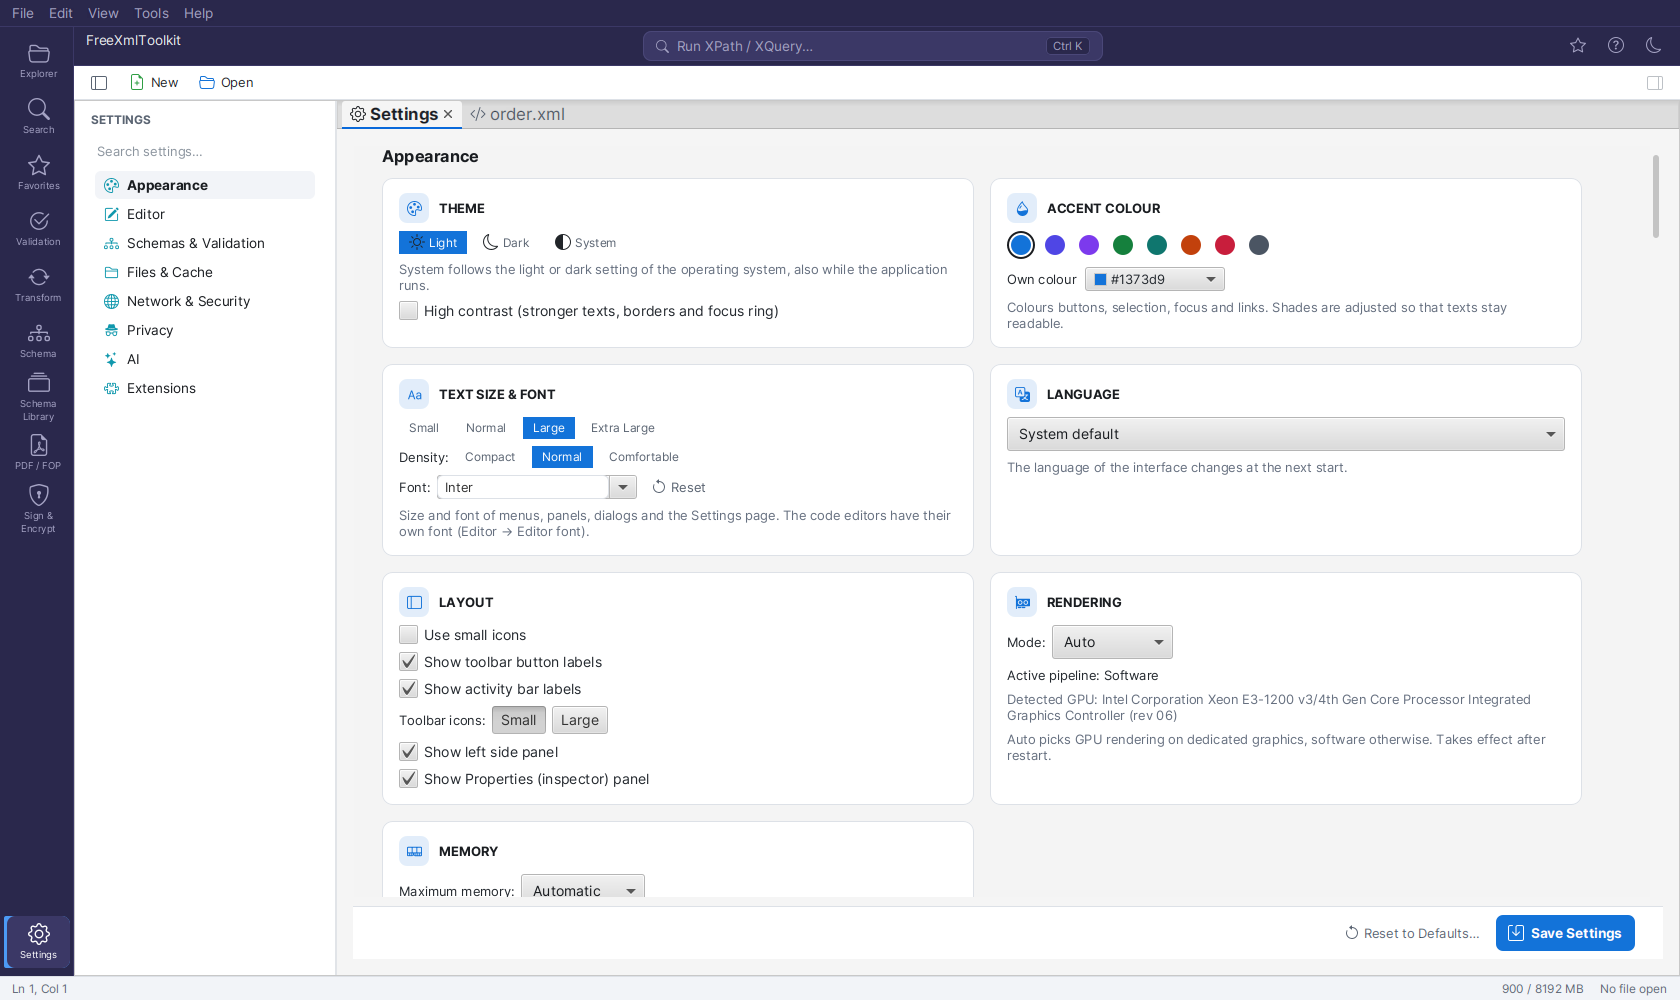 File Edit View Tools Help
FreeXmlToolkit
Run XPath / XQuery... Ctrl K
Explorer
Search
Favorites
Validation
Transform
Schema
Schema
Library
PDF / FOP
Sign &
Encrypt
Settings
New Open
SETTINGS
Search settings...
Appearance
Editor
Schemas & Validation
Files & Cache
Network & Security
Privacy
AI
Extensions
Settings order.xml
Appearance
THEME
Light Dark System
System follows the light or dark setting of the operating system, also while the application
runs.
High contrast (stronger texts, borders and focus ring)
ACCENT COLOUR
Own colour #1373d9
Colours buttons, selection, focus and links. Shades are adjusted so that texts stay
readable.
Aa TEXT SIZE & FONT
Small Normal Large Extra Large
Density: Compact Normal Comfortable
Font: Inter Reset
Size and font of menus, panels, dialogs and the Settings page. The code editors have their
own font (Editor → Editor font).
LANGUAGE
System default
The language of the interface changes at the next start.
LAYOUT
Use small icons
Show toolbar button labels
Show activity bar labels
Toolbar icons: Small Large
Show left side panel
Show Properties (inspector) panel
RENDERING
Mode: Auto
Active pipeline: Software
Detected GPU: Intel Corporation Xeon E3-1200 v3/4th Gen Core Processor Integrated
Graphics Controller (rev 06)
Auto picks GPU rendering on dedicated graphics, software otherwise. Takes effect after
restart.
MEMORY
Maximum memory: Automatic
Reset to Defaults... Save Settings
Ln 1, Col 1 900 / 8192 MB No file open